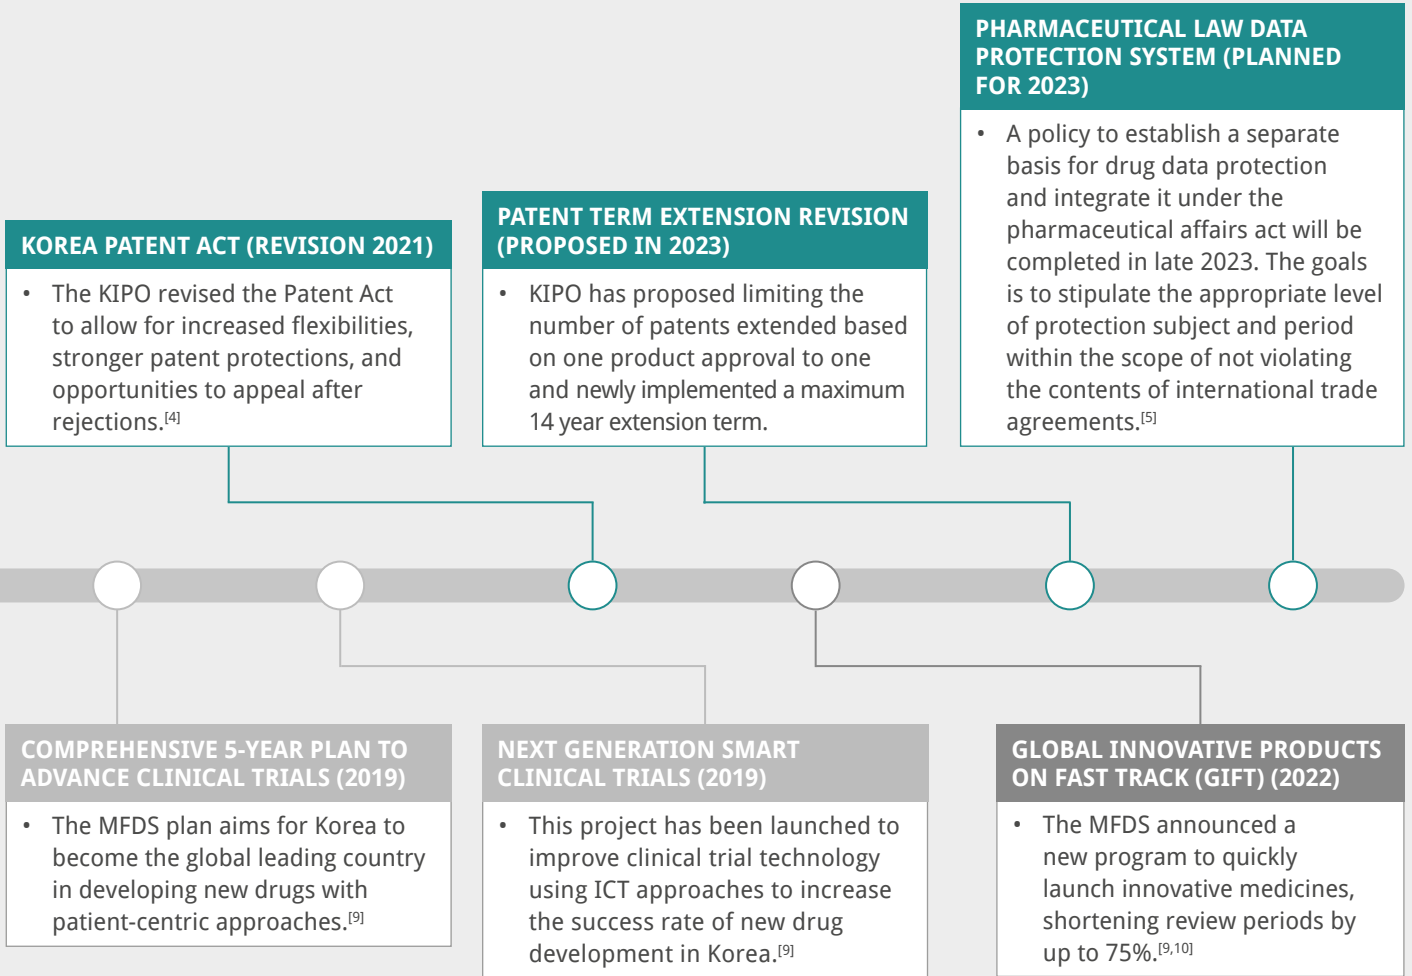 KOREA PATENT ACT (REVISION 2021)
• The KIPO revised the Patent Act
to allow for increased flexibilities,
stronger patent protections, and
opportunities to appeal after
rejections.[4]
PATENT TERM EXTENSION REVISION
(PROPOSED IN 2023)
• KIPO has proposed limiting the
number of patents extended based
on one product approval to one
and newly implemented a maximum
14 year extension term.
PHARMACEUTICAL LAW DATA
PROTECTION SYSTEM (PLANNED
FOR 2023)
• A policy to establish a separate
basis for drug data protection
and integrate it under the
pharmaceutical affairs act will be
completed in late 2023. The goals
is to stipulate the appropriate level
of protection subject and period
within the scope of not violating
the contents of international trade
agreements.[5]
COMPREHENSIVE 5-YEAR PLAN TO
ADVANCE CLINICAL TRIALS (2019)
• The MFDS plan aims for Korea to
become the global leading country
in developing new drugs with
patient-centric approaches.[9]
NEXT GENERATION SMART
CLINICAL TRIALS (2019)
• This project has been launched to
improve clinical trial technology
using ICT approaches to increase
the success rate of new drug
development in Korea.[9]
GLOBAL INNOVATIVE PRODUCTS
ON FAST TRACK (GIFT) (2022)
• The MFDS announced a
new program to quickly
launch innovative medicines,
shortening review periods by
up to 75%.[9,10]